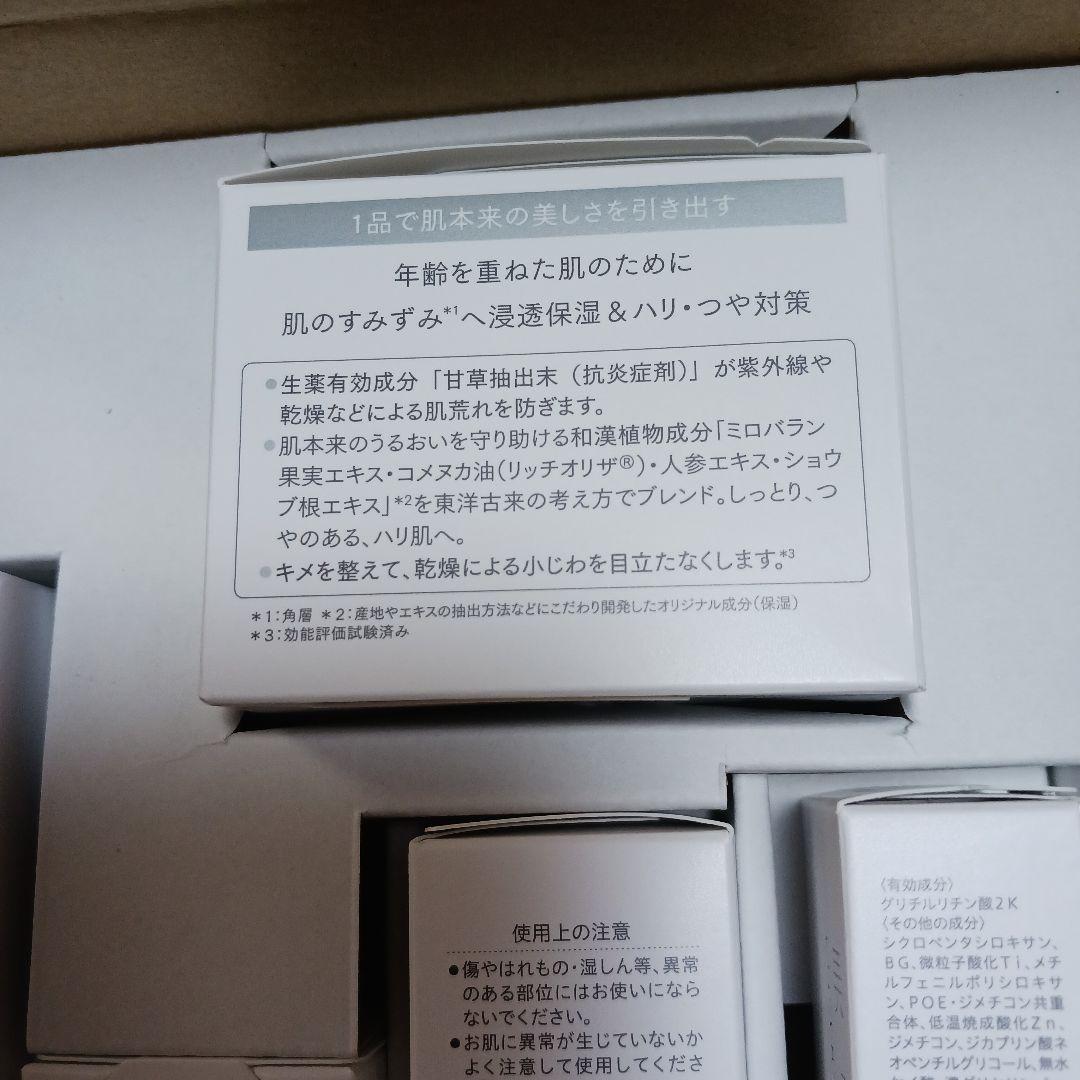 1品で肌本来の美しさを引き出す
年齢を重ねた肌のために
肌のすみずみ*1へ浸透保湿&ハリ・つや対策
●生薬有効成分「甘草抽出末(抗炎症剤)」が紫外線や
乾燥などによる肌荒れを防ぎます。
●肌本来のうるおいを守り助ける和漢植物成分「ミロバラン
果実エキス・コメヌカ油(リッチオリザ®)・人参エキス・ショウ
ブ根エキス」*2を東洋古来の考え方でブレンド。しっとり、つ
やのある、ハリ肌へ。
●キメを整えて、乾燥による小じわを目立たなくします。*3
*1:角層 *2:産地やエキスの抽出方法などにこだわり開発したオリジナル成分(保湿)
*3:効能評価試験済み
使用上の注意
●傷やはれもの・湿しん等、異常
のある部位にはお使いになら
ないでください。
●お肌に異常が生じていないか
よく注意して使用してくださ
〈有効成分〉
グリチルリチン酸2K
〈その他の成分〉
シクロペンタシロキサン、
BG、微粒子酸化Ti、メチ
ルフェニルポリシロキサ
ン、POE・ジメチコン共重
合体、低温焼成酸化Zn、
ジメチコン、ジカプリン酸ネ
オペンチルグリコール、無水